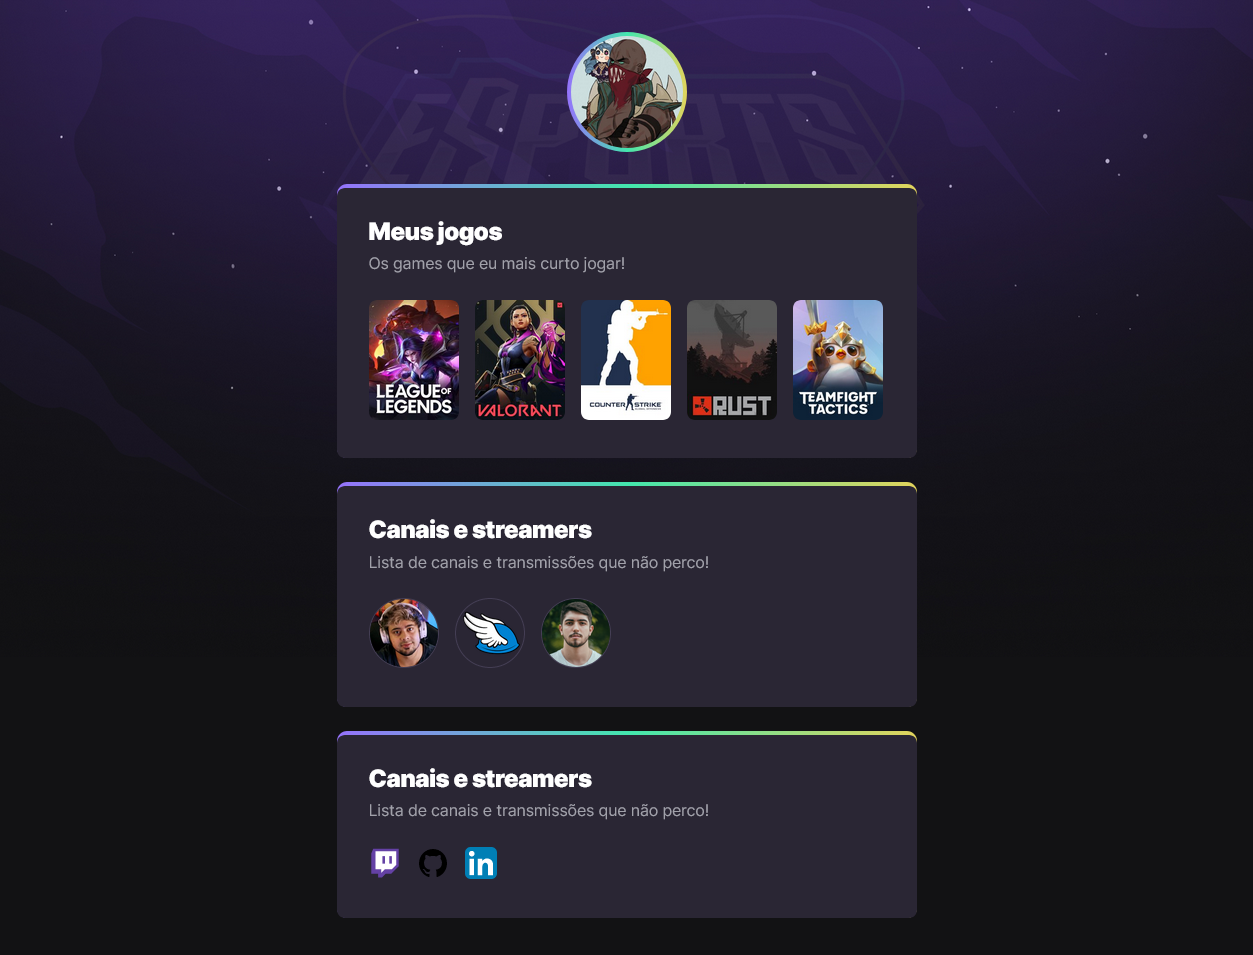 ESPORTS
Meus jogos
Os games que eu mais curto jogar!
LEAGUE OF
LEGENDS
VALORANT
COUNTER STRIKE
RUST
TEAMFIGHT
TACTICS
Canais e streamers
Lista de canais e transmissões que não perco!
Canais e streamers
Lista de canais e transmissões que não perco!
in